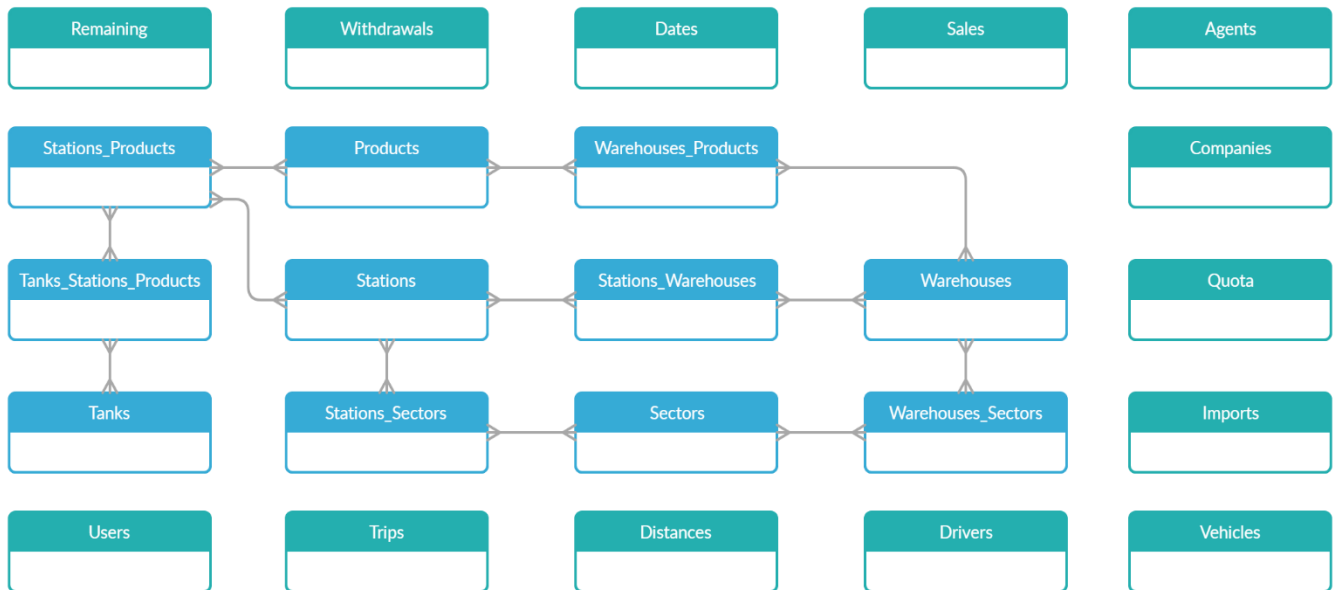 Remaining
Withdrawals
Dates
Sales
Agents
Stations_Products
Products
Warehouses_Products
Companies
Tanks_Stations_Products
Stations
Stations_Warehouses
Warehouses
Quota
Tanks
Stations_Sectors
Sectors
Warehouses_Sectors
Imports
Users
Trips
Distances
Drivers
Vehicles